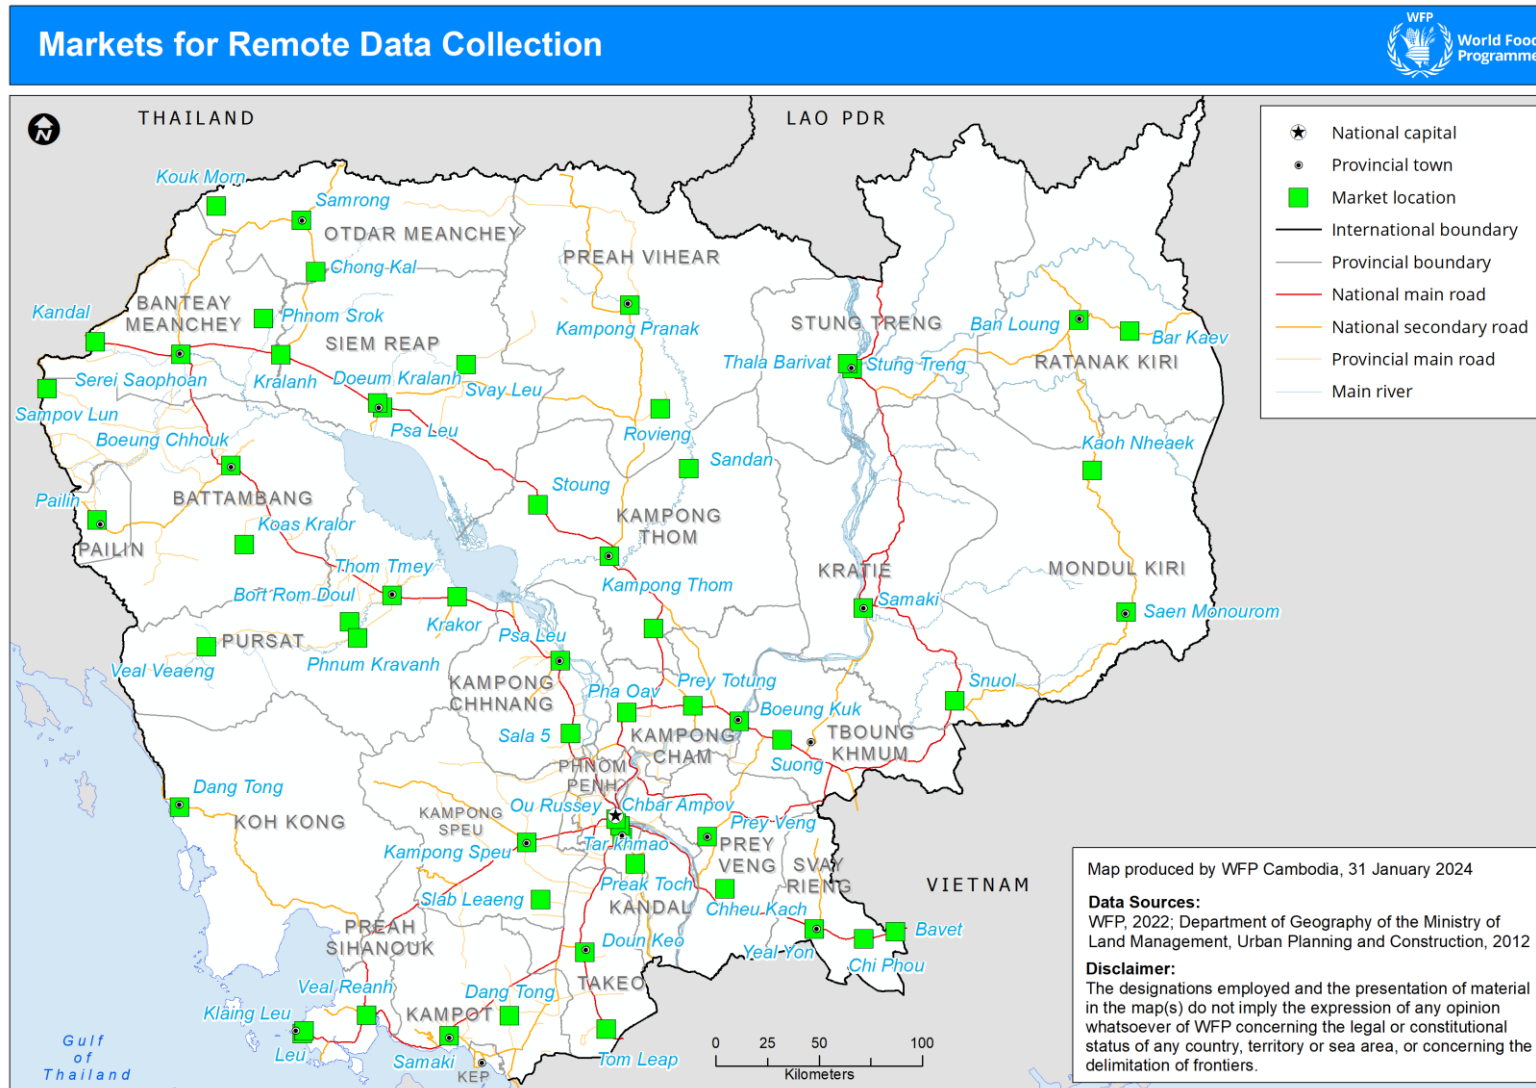 Markets for Remote Data Collection
WFP
World Food
Programme
THAILAND
LAO PDR
N
National capital
Provincial town
Market location
International boundary
Provincial boundary
National main road
National secondary road
Provincial main road
Main river
Kouk Morn
Samrong
OTDAR MEANCHEY
Chong Kal
PREAH VIHEAR
BANTEAY
MEANCHEY
Kandal
Phnom Srok
Kampong Pranak
STUNG TRENG
Ban Loung
Bar Kaev
SIEM REAP
RATANAK KIRI
Thala Barivat
Stung Treng
Serei Saophoan
Kralanh
Doeum Kralanh
Svay Leu
Sampov Lun
Psa Leu
Rovieng
Boeung Chhouk
Kaoh Nheaek
Sandan
Stoung
BATTAMBANG
Pailin
Koas Kralor
KAMPONG
THOM
PAILIN
Thom Tmey
KRATIE
MONDUL KIRI
Bort Rom Doul
Kampong Thom
Samaki
Saen Monourom
Krakor
Psa Leu
PURSAT
Veal Veaeng
Phnum Kravanh
KAMPONG
CHHNANG
Pha Oav
Prey Totung
Snuol
Boeung Kuk
Sala 5
KAMPONG
CHAM
TBOUNG
KHMUM
Suong
PHNOM
PENH
Dang Tong
KOH KONG
KAMPONG
SPEU
Ou Russey
Chbar Ampov
Prey Veng
Kampong Speu
Tar khmao
PREY
VENG
SVAY
RIENG
VIETNAM
Preak Toch
Slab Leaeng
KANDAL
Chheu Kach
PREAH
SIHANOUK
Doun Keo
Yeal Yon
Bavet
Chi Phou
TAKEO
Veal Reanh
Dang Tong
Klaing Leu
KAMPOT
Leu
Samaki
Tom Leap
KEP
Gulf
of
Thailand
0 25 50 100
Kilometers
Map produced by WFP Cambodia, 31 January 2024
Data Sources:
WFP, 2022; Department of Geography of the Ministry of
Land Management, Urban Planning and Construction, 2012
Disclaimer:
The designations employed and the presentation of material
in the map(s) do not imply the expression of any opinion
whatsoever of WFP concerning the legal or constitutional
status of any country, territory or sea area, or concerning the
delimitation of frontiers.